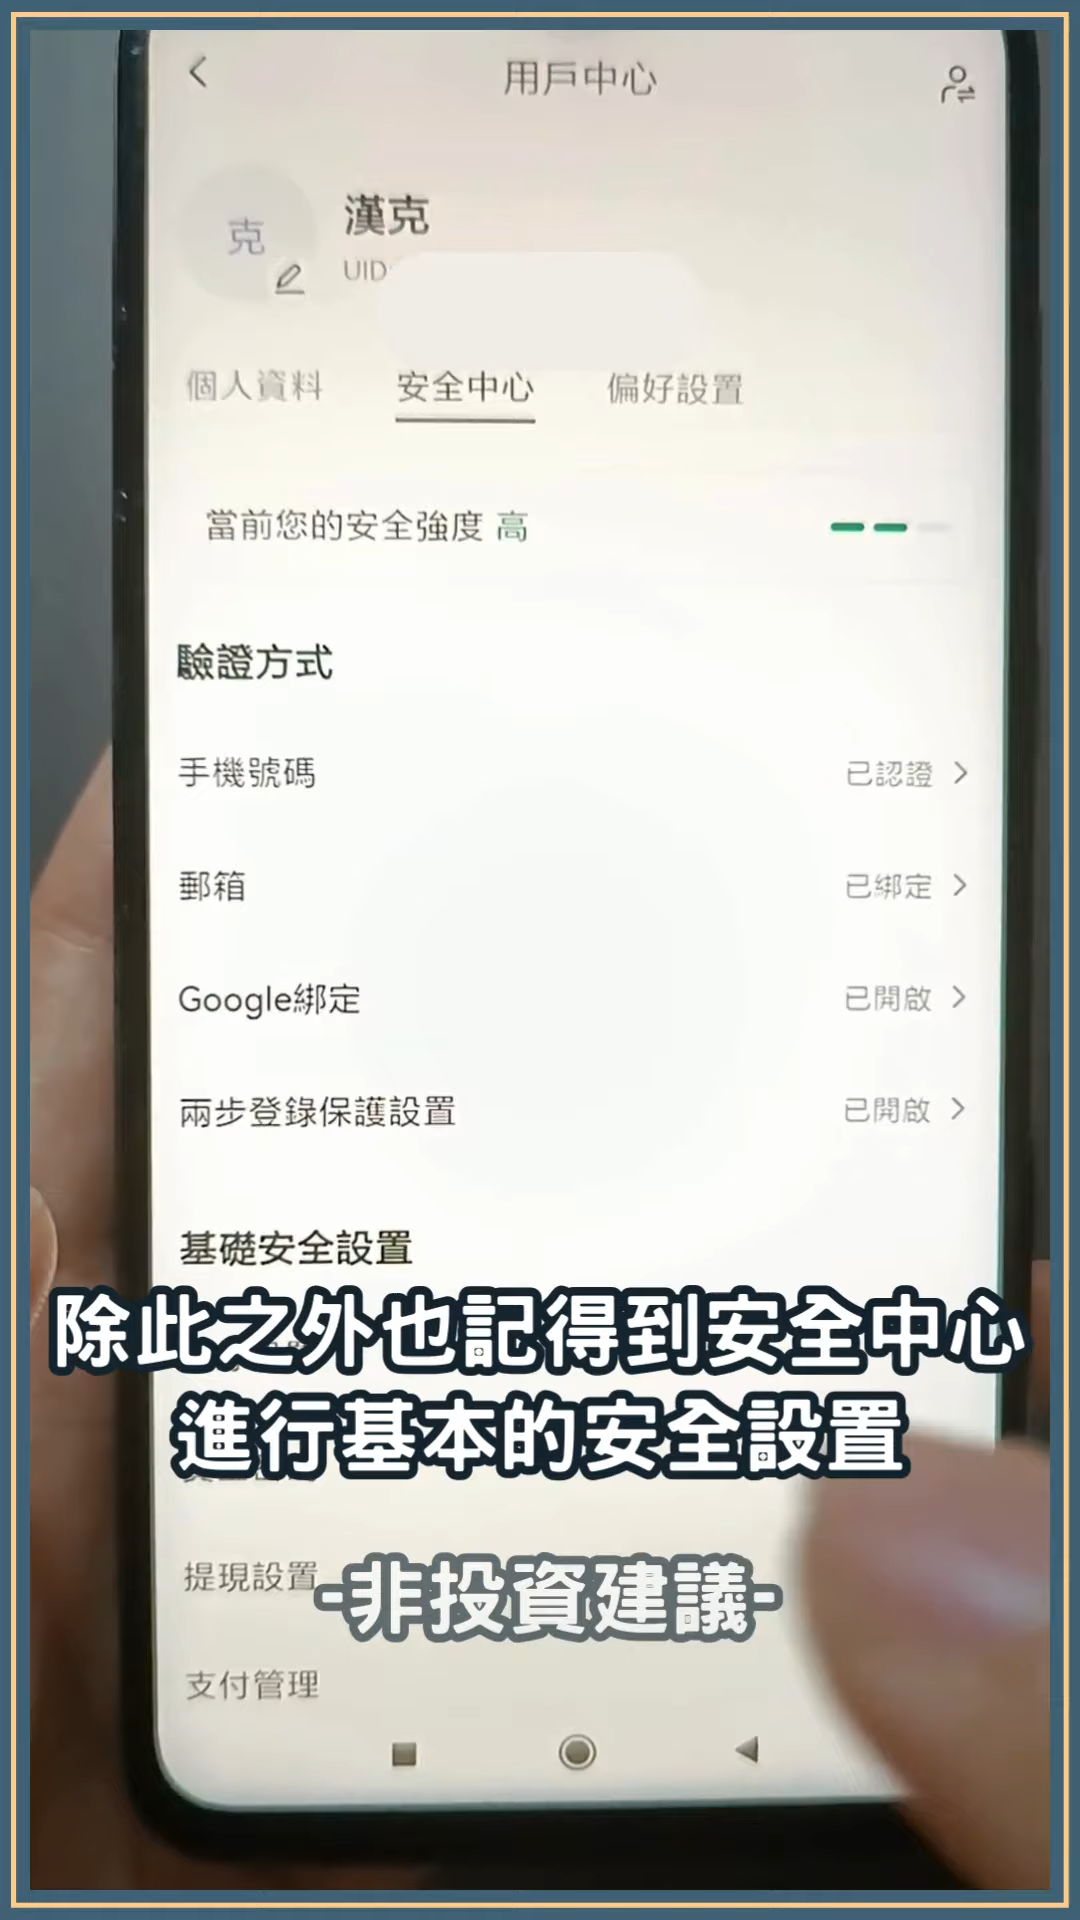 用戶中心
克
漢克
UID
個人資料 安全中心 偏好設置
當前您的安全強度 高
驗證方式
手機號碼 已認證
郵箱 已綁定
Google綁定 已開啟
兩步登錄保護設置 已開啟
基礎安全設置
除此之外也記得到安全中心
進行基本的安全設置
提現設置
-非投資建議-
支付管理